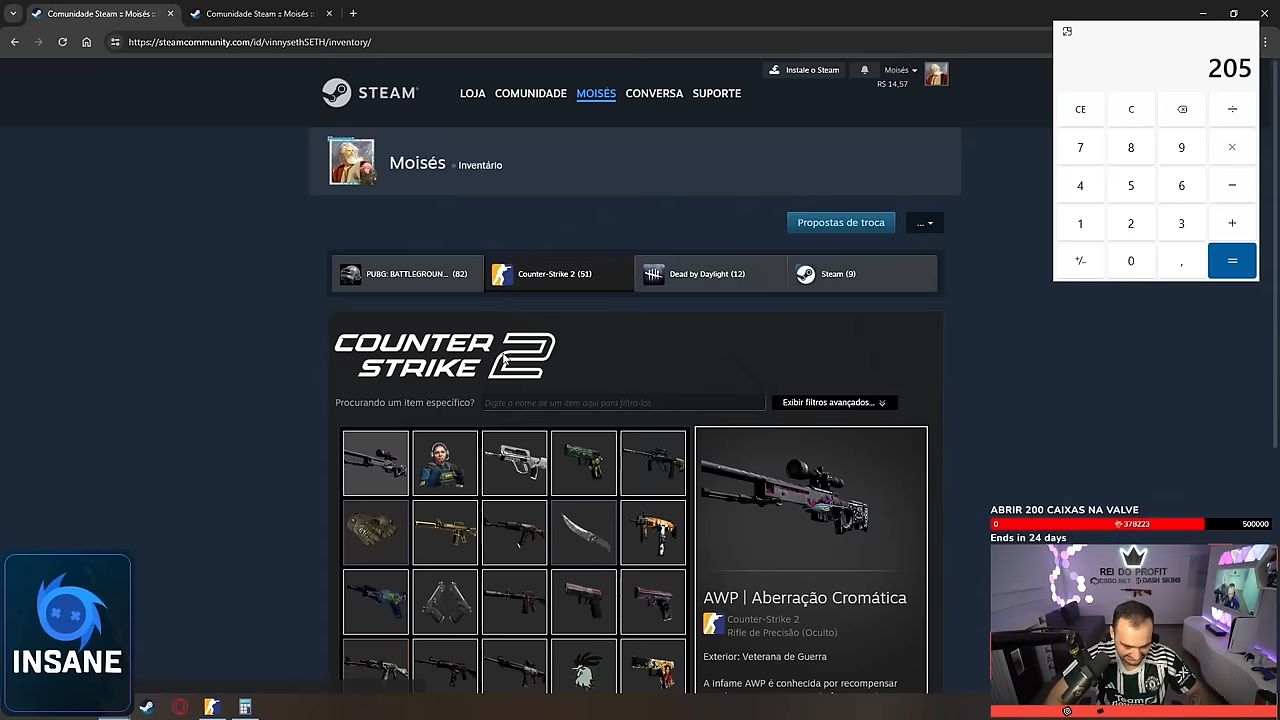 Comunidade Steam :: Moisés ::
Comunidade Steam :: Moisés ::
https://steamcommunity.com/id/vinnysethSETH/inventory/
Instale o Steam
Moisés
R$ 14,57
STEAM
LOJA COMUNIDADE MOISÉS CONVERSA SUPORTE
Moisés » Inventário
Propostas de troca
...
PUBG: BATTLEGROUN... (82)
Counter-Strike 2 (51)
Dead by Daylight (12)
Steam (9)
COUNTER
STRIKE 2
Procurando um item específico?
Digite o nome de um item aqui para filtrá-los
Exibir filtros avançados...
AWP | Aberração Cromática
Counter-Strike 2
Rifle de Precisão (Oculto)
Exterior: Veterana de Guerra
A infame AWP é conhecida por recompensar
205
CE C ÷
7 8 9 ×
4 5 6 −
1 2 3 +
+/− 0 , =
ABRIR 200 CAIXAS NA VALVE
0 378223 500000
Ends in 24 days
REI DO PROFIT
CSGO.NET DASH SKINS
INSANE